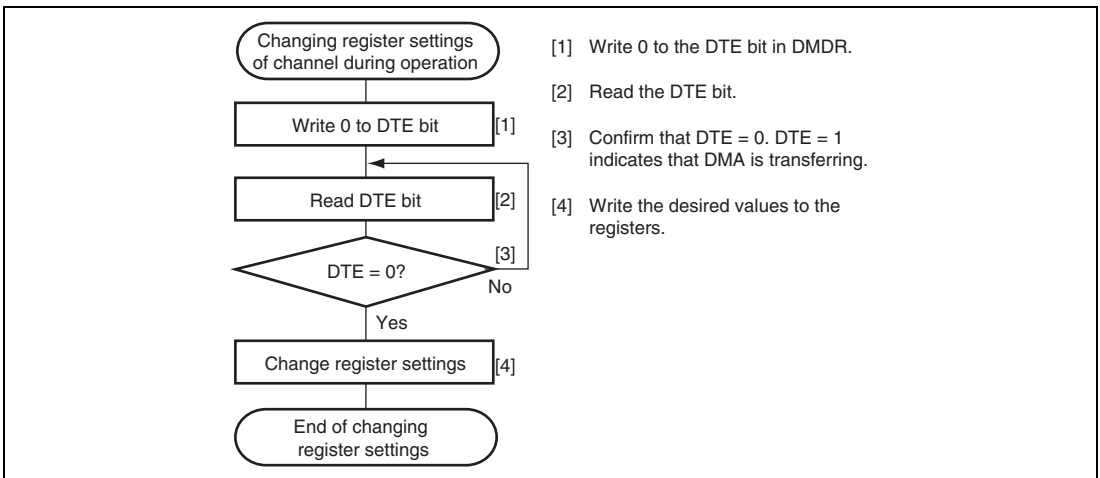 Changing register settings
of channel during operation
Write 0 to DTE bit
[1]
Read DTE bit
[2]
[3]
DTE = 0?
No
Yes
Change register settings
[4]
End of changing
register settings
[1] Write 0 to the DTE bit in DMDR.
[2] Read the DTE bit.
[3] Confirm that DTE = 0. DTE = 1
indicates that DMA is transferring.
[4] Write the desired values to the
registers.